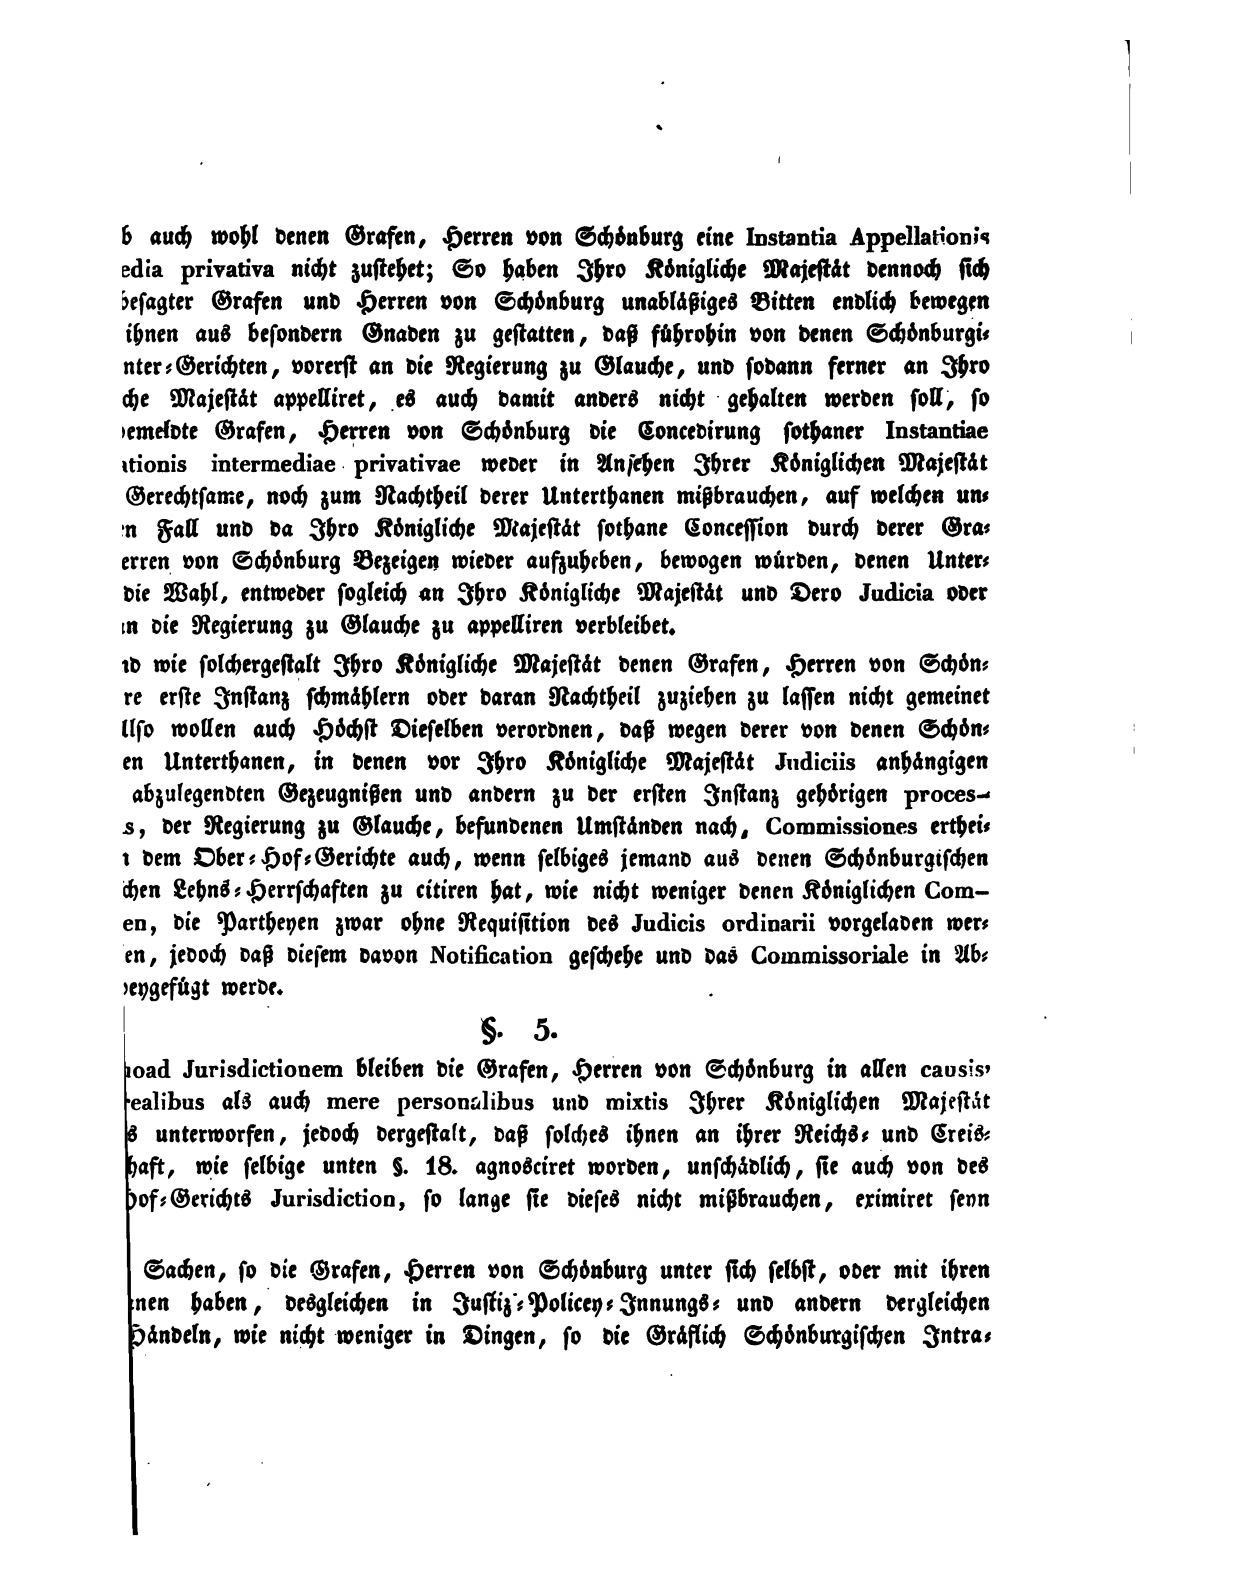 b auch wohl denen Grafen, Herren von Schönburg eine Instantia Appellationis
edia privativa nicht zustehet; So haben Ihro Königliche Majestät dennoch sich
besagter Grafen und Herren von Schönburg unabläßiges Bitten endlich bewegen
ihnen aus besondern Gnaden zu gestatten, daß führohin von denen Schönburgi-
nter-Gerichten, vorerst an die Regierung zu Glauche, und sodann ferner an Ihro
che Majestät appelliret, es auch damit anders nicht gehalten werden soll, so
bemeldte Grafen, Herren von Schönburg die Concedirung sothaner Instantiae
ationis intermediae privativae weder in Ansehen Ihrer Königlichen Majestät
Gerechtsame, noch zum Nachtheil derer Unterthanen mißbrauchen, auf welchen un-
n Fall und da Ihro Königliche Majestät sothane Concession durch derer Gra-
erren von Schönburg Bezeigen wieder aufzuheben, bewogen würden, denen Unter-
die Wahl, entweder sogleich an Ihro Königliche Majestät und Dero Judicia oder
an die Regierung zu Glauche zu appelliren verbleibet.
nd wie solchergestalt Ihro Königliche Majestät denen Grafen, Herren von Schön-
re erste Instanz schmählern oder daran Nachtheil zuziehen zu lassen nicht gemeinet
llso wollen auch Höchst Dieselben verordnen, daß wegen derer von denen Schön-
en Unterthanen, in denen vor Ihro Königliche Majestät Judiciis anhängigen
abzulegendten Gezeugnißen und andern zu der ersten Instanz gehörigen proces-
s, der Regierung zu Glauche, befundenen Umständen nach, Commissiones erthei-
dem Ober-Hof-Gerichte auch, wenn selbiges jemand aus denen Schönburgischen
chen Lehns-Herrschaften zu citiren hat, wie nicht weniger denen Königlichen Com-
en, die Partheyen zwar ohne Requisition des Judicis ordinarii vorgeladen wer-
en, jedoch daß diesem davon Notification geschehe und das Commissoriale in Ab-
beygefügt werde.
§. 5.
uoad Jurisdictionem bleiben die Grafen, Herren von Schönburg in allen causis,
realibus als auch mere personalibus und mixtis Ihrer Königlichen Majestät
s unterworfen, jedoch dergestalt, daß solches ihnen an ihrer Reichs- und Creis-
haft, wie selbige unten §. 18. agnosciret worden, unschädlich, sie auch von des
hof-Gerichts Jurisdiction, so lange sie dieses nicht mißbrauchen, eximiret seyn
Sachen, so die Grafen, Herren von Schönburg unter sich selbst, oder mit ihren
nen haben, desgleichen in Justiz-Policey-Innungs- und andern dergleichen
Händeln, wie nicht weniger in Dingen, so die Gräflich Schönburgischen Intra-